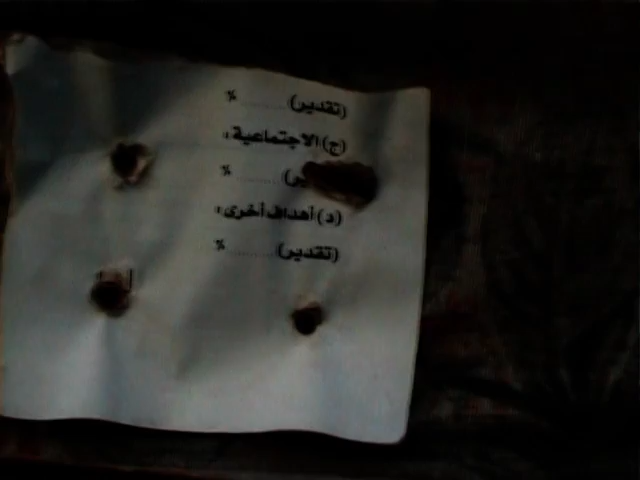 (تقدير) ........ %
(ج) الاجتماعية :
........ %
(د) أهداف أخرى :
(تقدير) ........ %